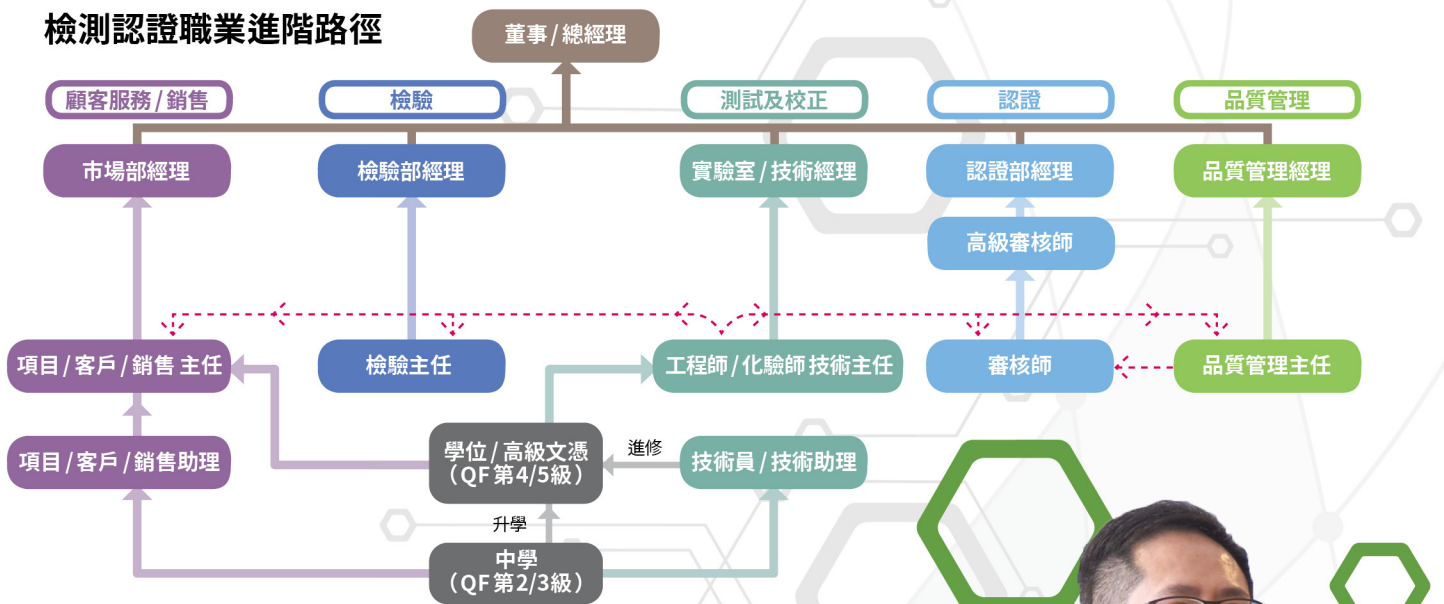 檢測認證職業進階路徑
董事/總經理
顧客服務/銷售
檢驗
測試及校正
認證
品質管理
市場部經理
檢驗部經理
實驗室/技術經理
認證部經理
品質管理經理
高級審核師
項目/客戶/銷售 主任
檢驗主任
工程師/化驗師 技術主任
審核師
品質管理主任
項目/客戶/銷售助理
學位/高級文憑
（QF 第4/5級）
進修
技術員/技術助理
升學
中學
（QF 第2/3級）